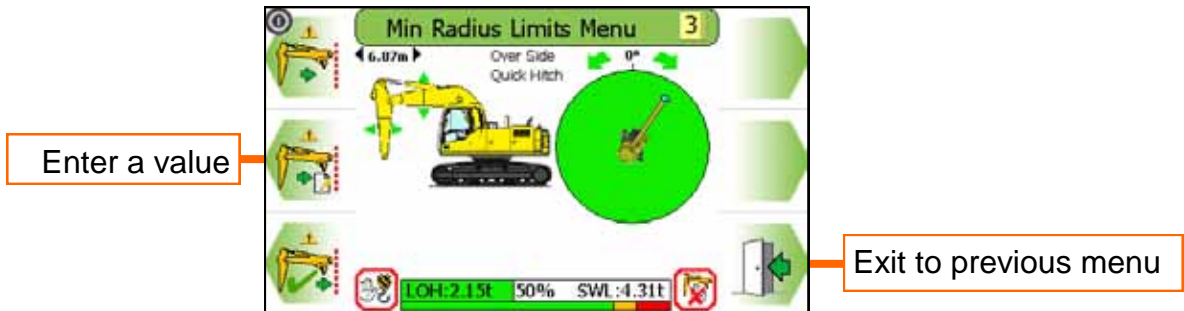 Min Radius Limits Menu
3
6.07m
Over Side
0°
Quick Hitch
Enter a value
Exit to previous menu
LOH:2.15t 50% SWL:4.31t